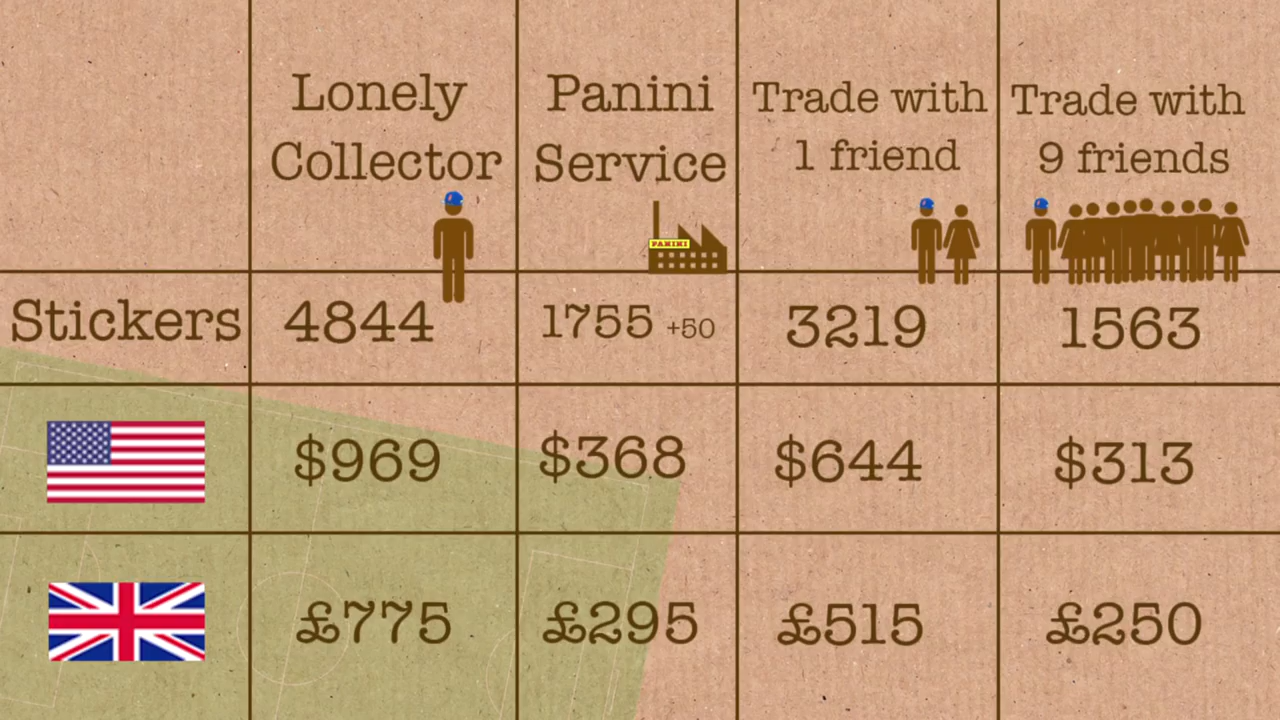 Lonely
Collector
Panini
Service
Trade with
1 friend
Trade with
9 friends
PANINI
Stickers 4844 1755 +50 3219 1563
$969 $368 $644 $313
£775 £295 £515 £250